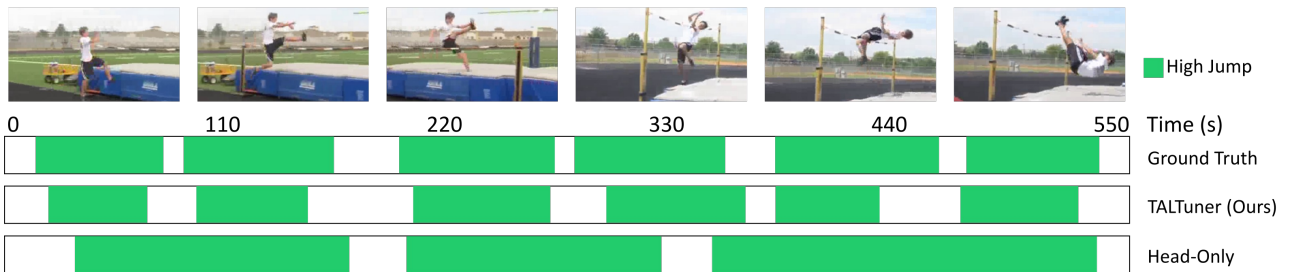 High Jump
0 110 220 330 440 550 Time (s)
Ground Truth
TALTuner (Ours)
Head-Only